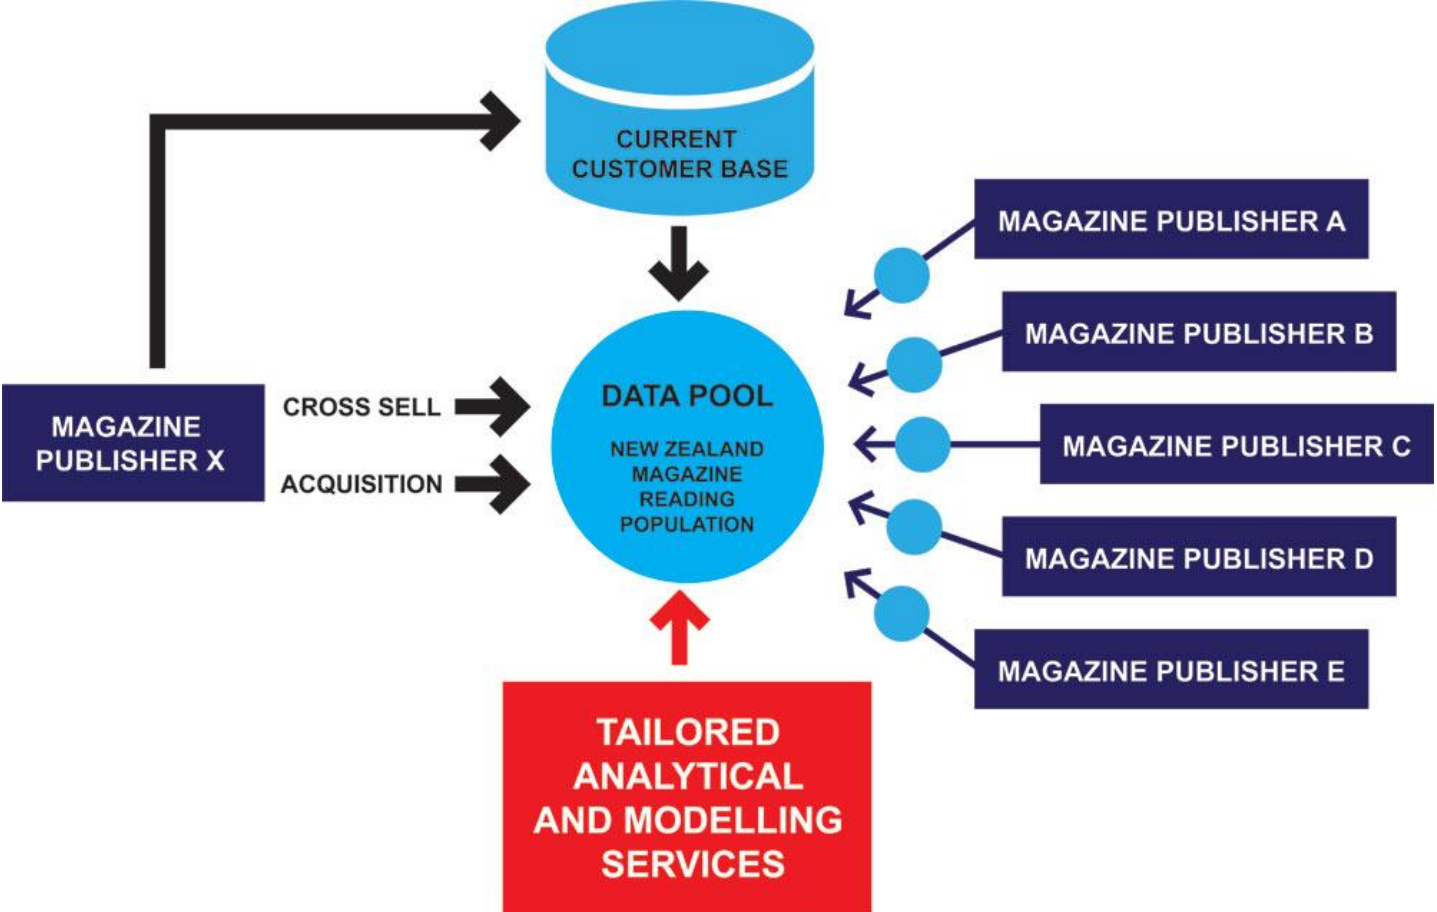 CURRENT
CUSTOMER BASE
MAGAZINE PUBLISHER A
MAGAZINE PUBLISHER B
MAGAZINE
PUBLISHER X
CROSS SELL
ACQUISITION
DATA POOL
NEW ZEALAND
MAGAZINE
READING
POPULATION
MAGAZINE PUBLISHER C
MAGAZINE PUBLISHER D
MAGAZINE PUBLISHER E
TAILORED
ANALYTICAL
AND MODELLING
SERVICES